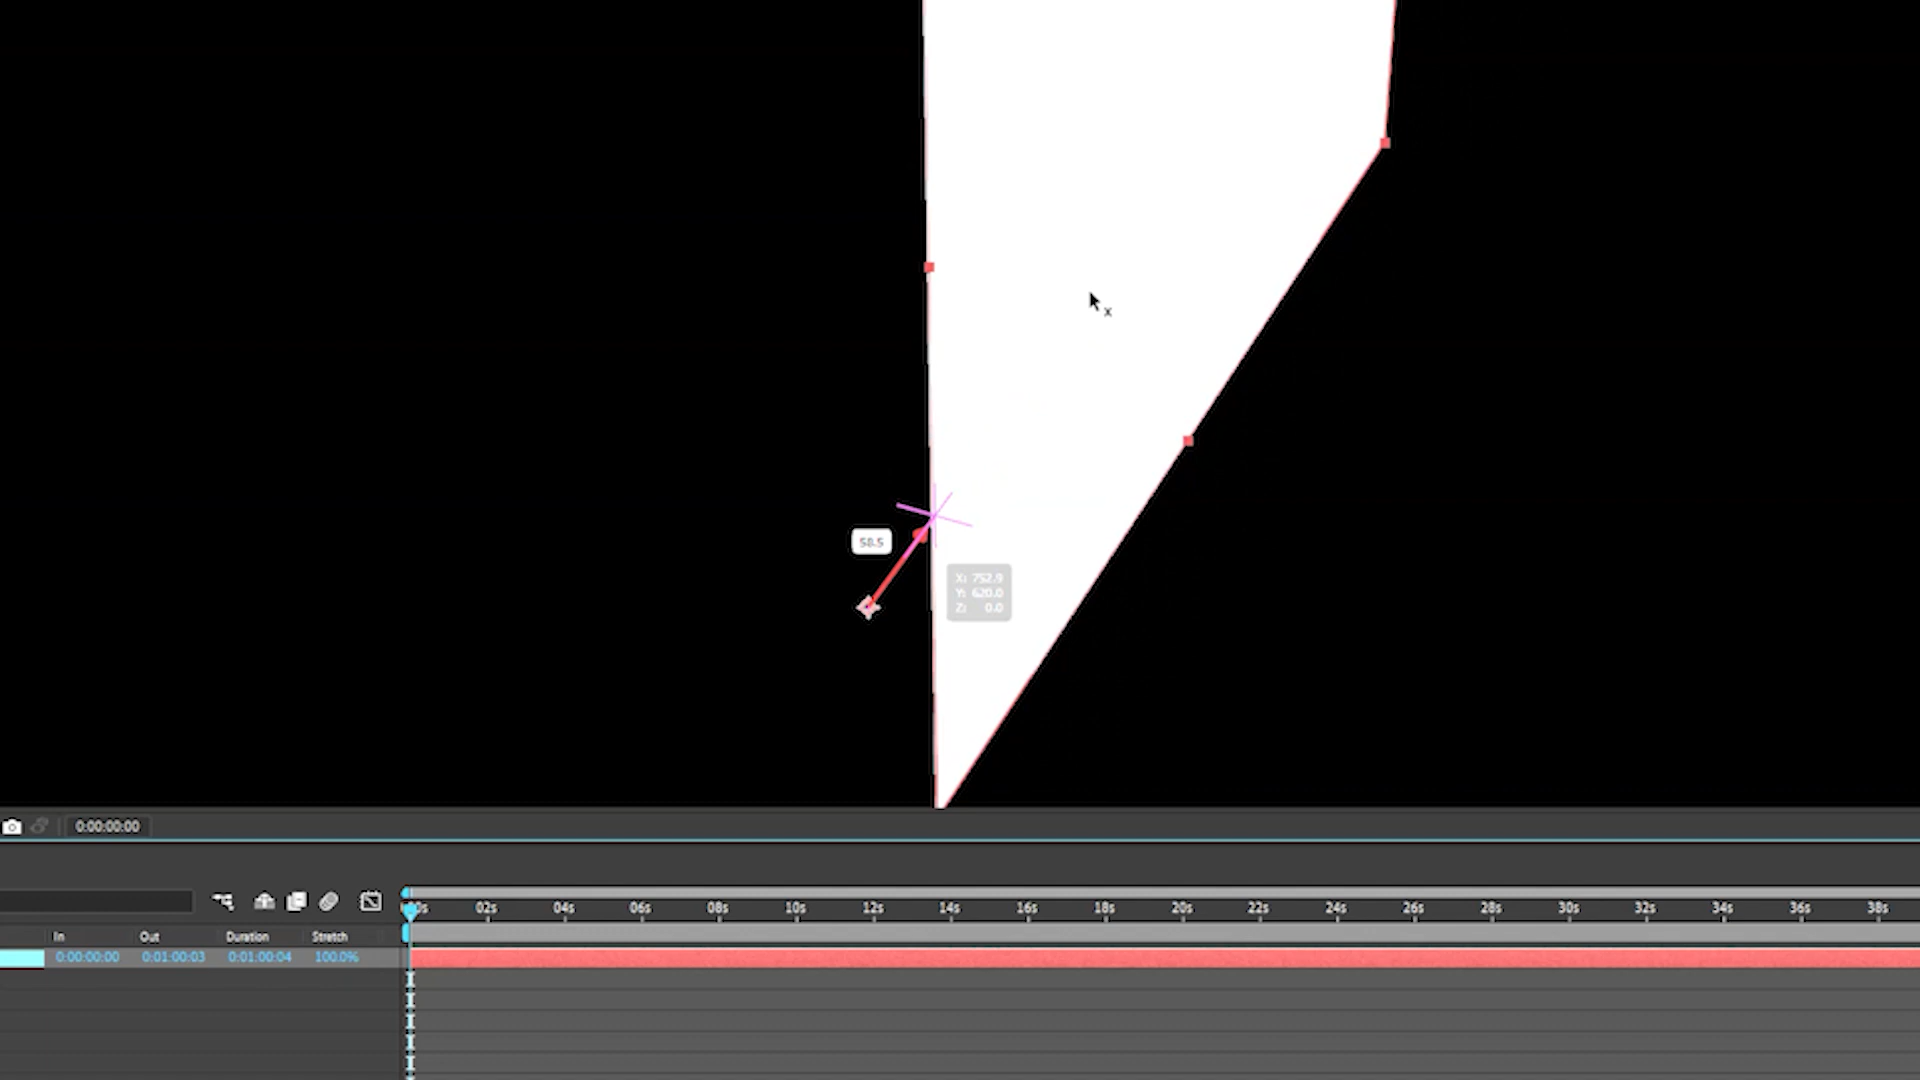 58.5
X: 752.9
Y: 620.0
Z: 0.0
0:00:00:00
02s 04s 06s 08s 10s 12s 14s 16s 18s 20s 22s 24s 26s 28s 30s 32s 34s 36s 38s
In Out Duration Stretch
0:00:00:00 0:01:00:03 0:01:00:04 100.0%